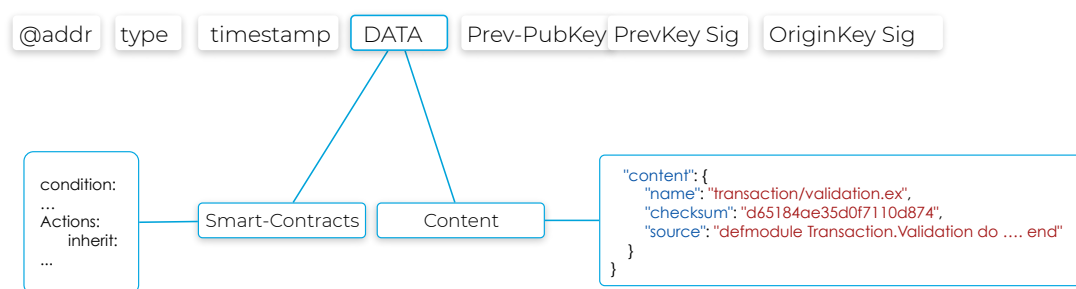 @addr type timestamp DATA Prev-PubKey PrevKey Sig OriginKey Sig
condition:
…
Actions:
inherit:
...
Smart-Contracts
Content
"content": {
"name": "transaction/validation.ex",
"checksum": "d65184ae35d0f7110d874",
"source": "defmodule Transaction.Validation do …. end"
}
}